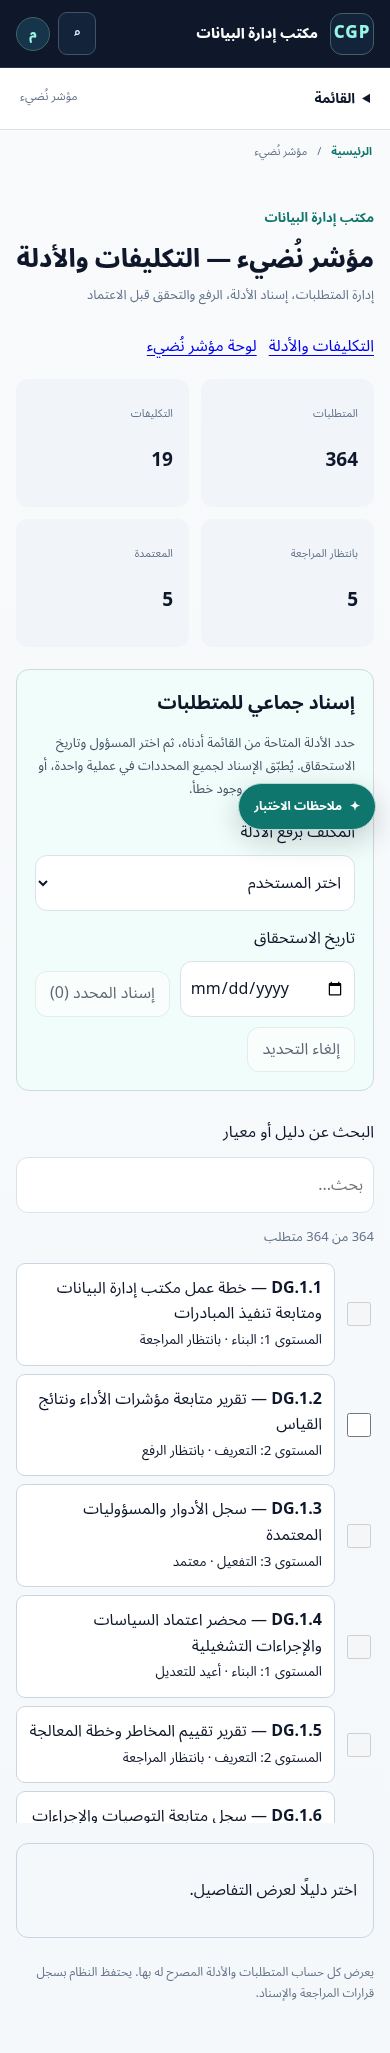 CGP
مكتب إدارة البيانات
م
القائمة
مؤشر نُضيء
الرئيسية / مؤشر نُضيء
مكتب إدارة البيانات
مؤشر نُضيء — التكليفات والأدلة
إدارة المتطلبات، إسناد الأدلة، الرفع والتحقق قبل الاعتماد
التكليفات والأدلة لوحة مؤشر نُضيء
المتطلبات
364
التكليفات
19
بانتظار المراجعة
5
المعتمدة
5
إسناد جماعي للمتطلبات
حدد الأدلة المتاحة من القائمة أدناه، ثم اختر المسؤول وتاريخ
الاستحقاق. يُطبّق الإسناد لجميع المحددات في عملية واحدة، أو
وجود خطأ.
ملاحظات الاختبار
المكلف برفع الأدلة
اختر المستخدم
تاريخ الاستحقاق
mm/dd/yyyy
إسناد المحدد (0)
إلغاء التحديد
البحث عن دليل أو معيار
بحث...
364 من 364 متطلب
DG.1.1 — خطة عمل مكتب إدارة البيانات
ومتابعة تنفيذ المبادرات
المستوى 1: البناء · بانتظار المراجعة
DG.1.2 — تقرير متابعة مؤشرات الأداء ونتائج
القياس
المستوى 2: التعريف · بانتظار الرفع
DG.1.3 — سجل الأدوار والمسؤوليات
المعتمدة
المستوى 3: التفعيل · معتمد
DG.1.4 — محضر اعتماد السياسات
والإجراءات التشغيلية
المستوى 1: البناء · أعيد للتعديل
DG.1.5 — تقرير تقييم المخاطر وخطة المعالجة
المستوى 2: التعريف · بانتظار المراجعة
DG.1.6 — سجل متابعة التوصيات والإجراءات
اختر دليلًا لعرض التفاصيل.
يعرض كل حساب المتطلبات والأدلة المصرح له بها. يحتفظ النظام بسجل
قرارات المراجعة والإسناد.